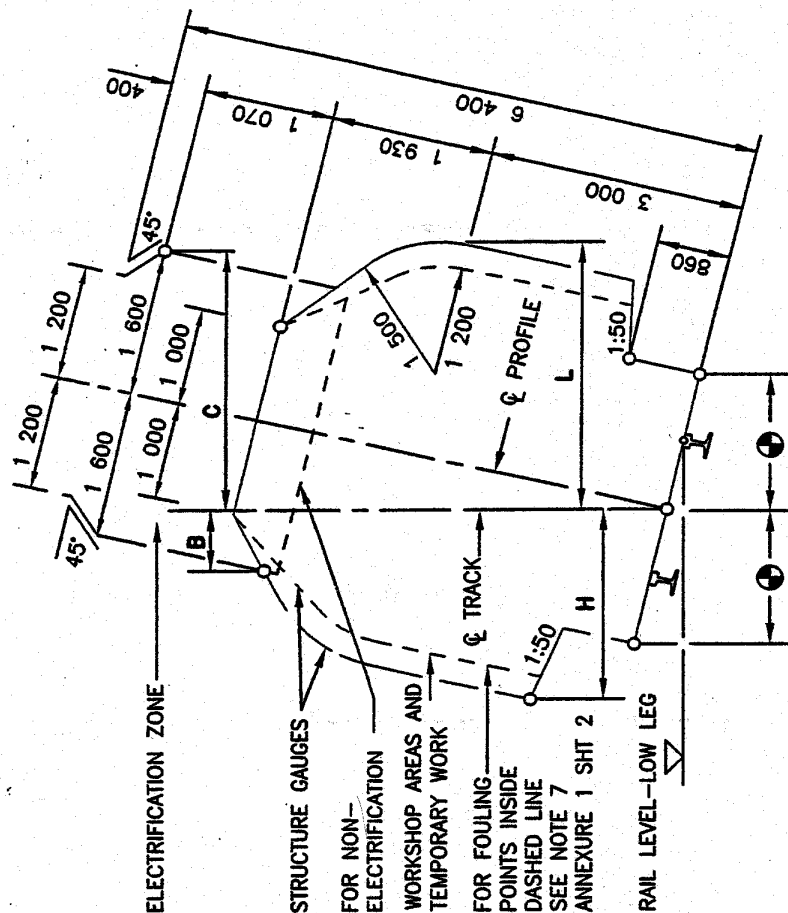 400
45°
1 200
1 200
1 600
1 600
1 000
1 000
45°
C
B
ELECTRIFICATION ZONE
1 070
1 930
6 400
3 000
860
STRUCTURE GAUGES
FOR NON-
ELECTRIFICATION
WORKSHOP AREAS AND
TEMPORARY WORK
FOR FOULING
POINTS INSIDE
DASHED LINE
SEE NOTE 7
ANNEXURE 1 SHT 2
RAIL LEVEL-LOW LEG
1 500
1 200
℄ PROFILE
℄ TRACK
L
H
1:50
1:50